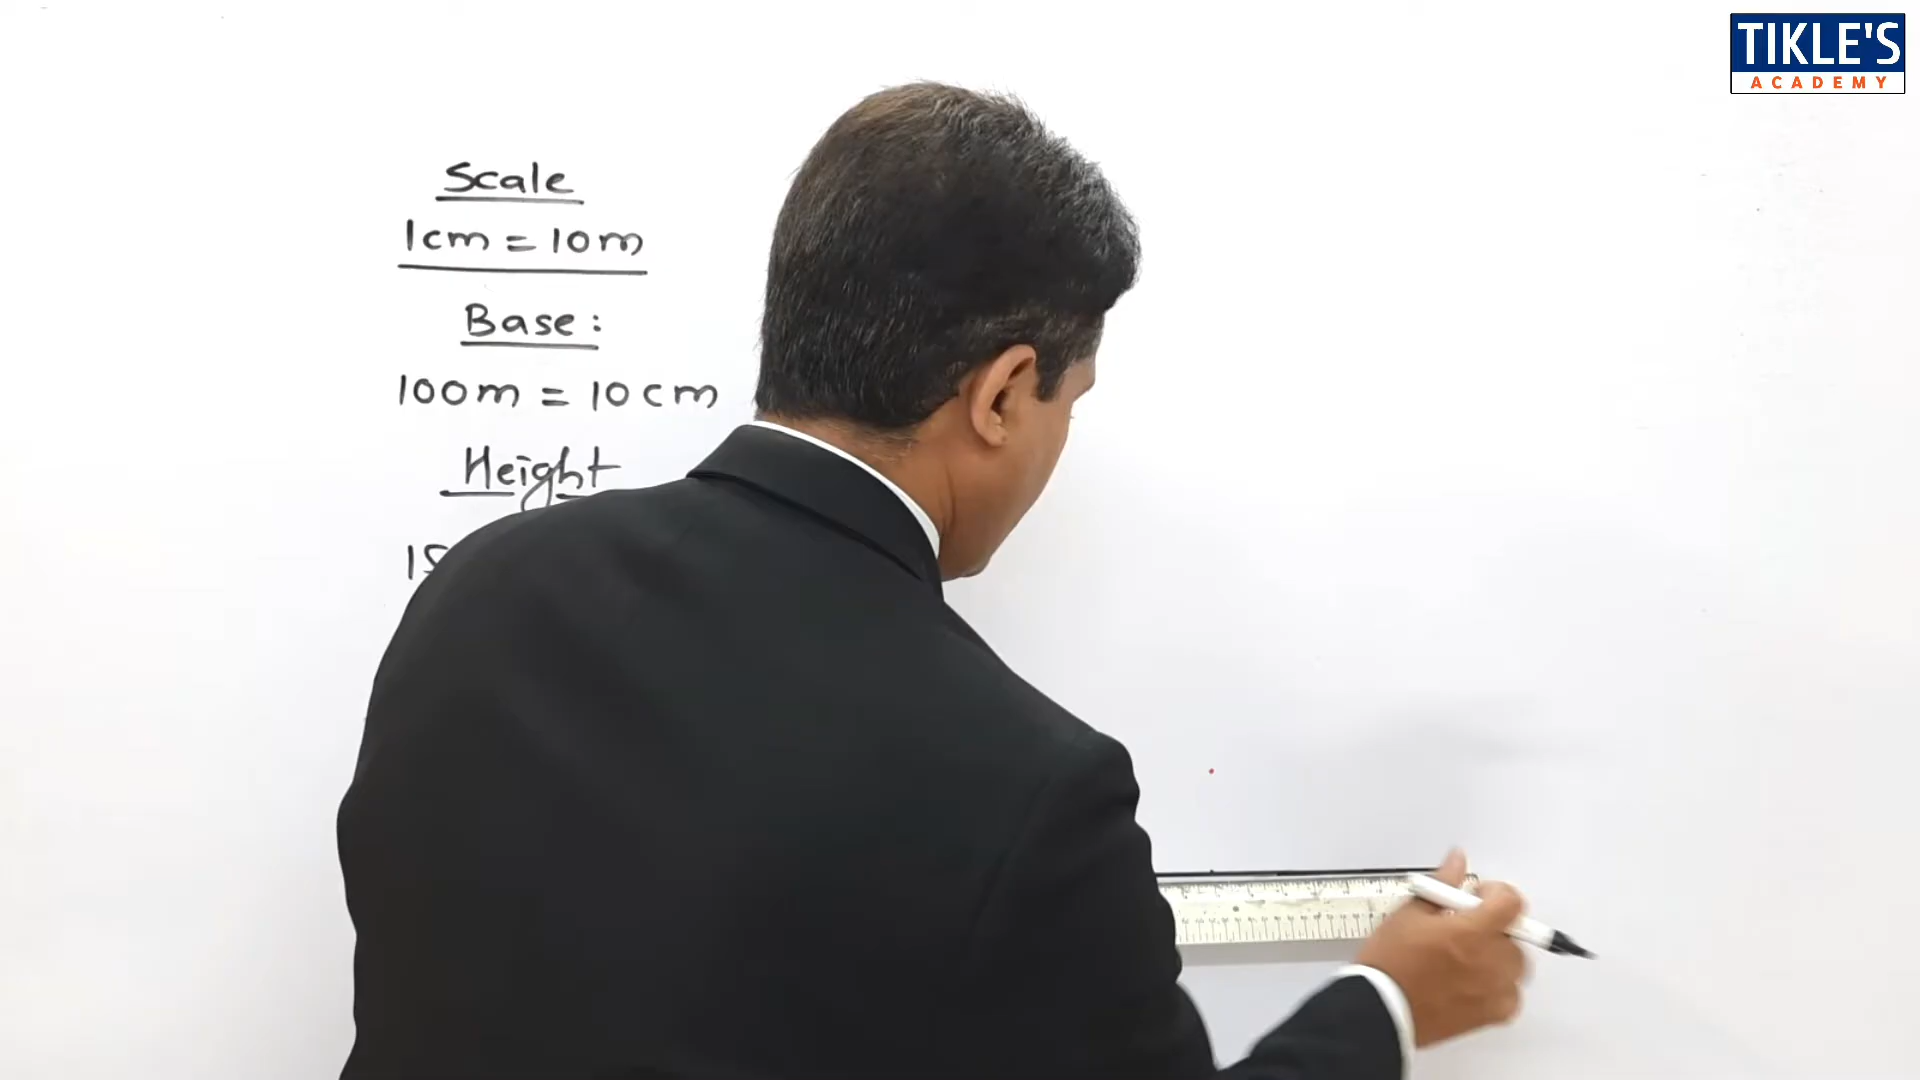 TIKLE'S
ACADEMY
Scale
1cm = 10m
Base:
100m = 10cm
Height